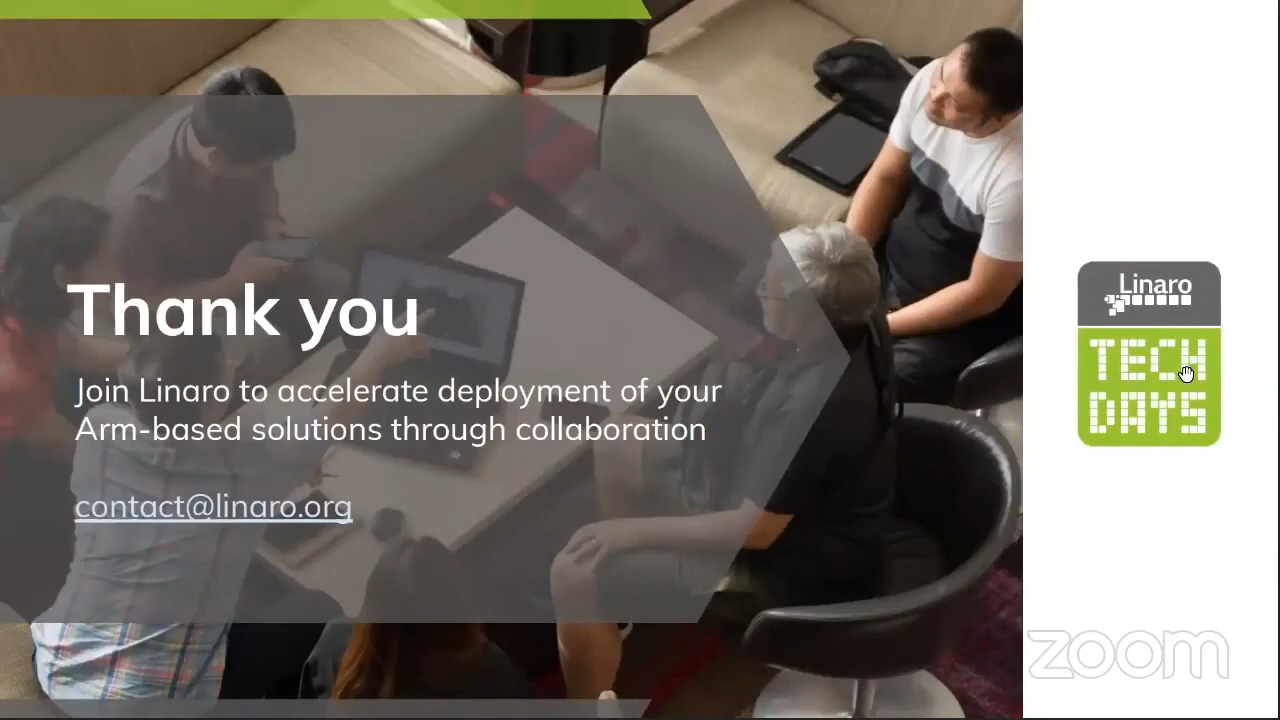 Thank you
Join Linaro to accelerate deployment of your
Arm-based solutions through collaboration
contact@linaro.org
Linaro
TECH
DAYS
zoom